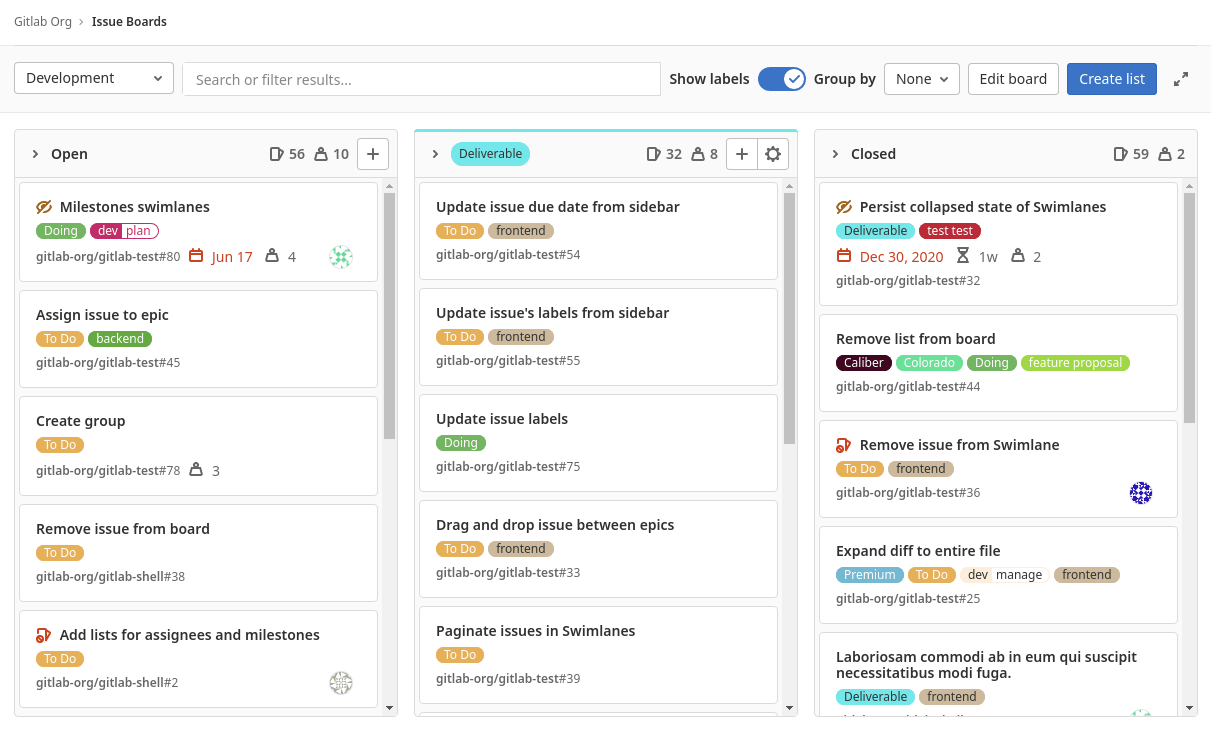 Gitlab Org › Issue Boards
Development
Search or filter results...
Show labels
Group by
None
Edit board
Create list
Open 56 10
Milestones swimlanes
Doing dev plan
gitlab-org/gitlab-test#80 Jun 17 4
Assign issue to epic
To Do backend
gitlab-org/gitlab-test#45
Create group
To Do
gitlab-org/gitlab-test#78 3
Remove issue from board
To Do
gitlab-org/gitlab-shell#38
Add lists for assignees and milestones
To Do
gitlab-org/gitlab-shell#2
Deliverable 32 8
Update issue due date from sidebar
To Do frontend
gitlab-org/gitlab-test#54
Update issue's labels from sidebar
To Do frontend
gitlab-org/gitlab-test#55
Update issue labels
Doing
gitlab-org/gitlab-test#75
Drag and drop issue between epics
To Do frontend
gitlab-org/gitlab-test#33
Paginate issues in Swimlanes
To Do
gitlab-org/gitlab-test#39
Closed 59 2
Persist collapsed state of Swimlanes
Deliverable test test
Dec 30, 2020 1w 2
gitlab-org/gitlab-test#32
Remove list from board
Caliber Colorado Doing feature proposal
gitlab-org/gitlab-test#44
Remove issue from Swimlane
To Do frontend
gitlab-org/gitlab-test#36
Expand diff to entire file
Premium To Do dev manage frontend
gitlab-org/gitlab-test#25
Laboriosam commodi ab in eum qui suscipit
necessitatibus modi fuga.
Deliverable frontend